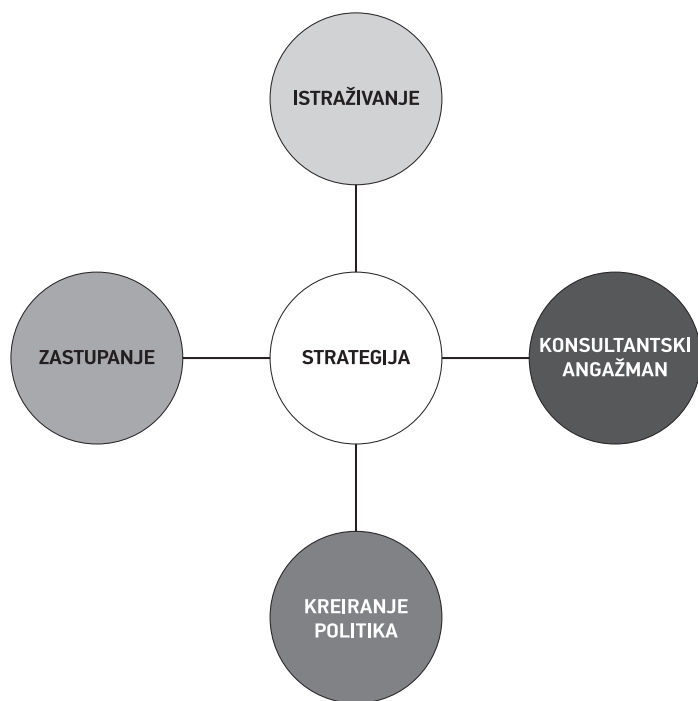 ISTRAŽIVANJE
ZASTUPANJE
STRATEGIJA
KONSULTANTSKI
ANGAŽMAN
KREIRANJE
POLITIKA